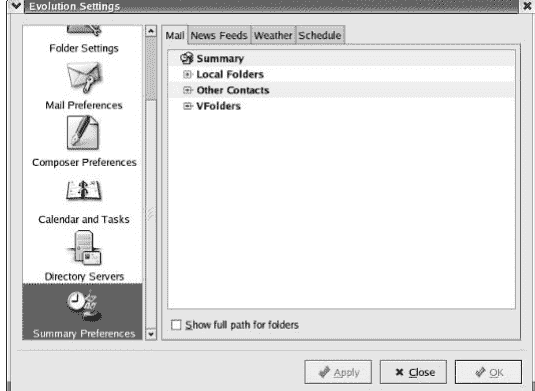 Evolution Settings
Folder Settings
Mail Preferences
Composer Preferences
Calendar and Tasks
Directory Servers
Summary Preferences
Mail News Feeds Weather Schedule
Summary
Local Folders
Other Contacts
VFolders
Show full path for folders
Apply Close OK